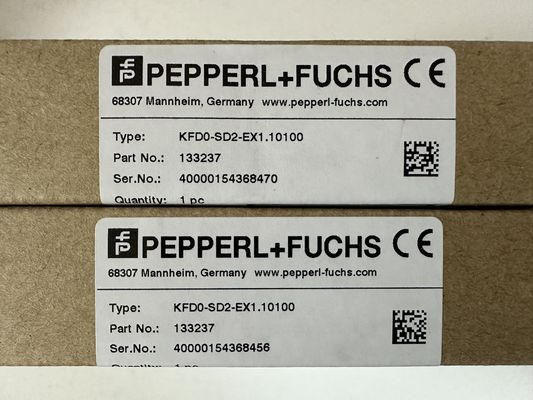 PEPPERL+FUCHS CE
68307 Mannheim, Germany www.pepperl-fuchs.com
Type: KFD0-SD2-EX1.10100
Part No.: 133237
Ser.No.: 40000154368470
Quantity: 1 pc
PEPPERL+FUCHS CE
68307 Mannheim, Germany www.pepperl-fuchs.com
Type: KFD0-SD2-EX1.10100
Part No.: 133237
Ser.No.: 40000154368456